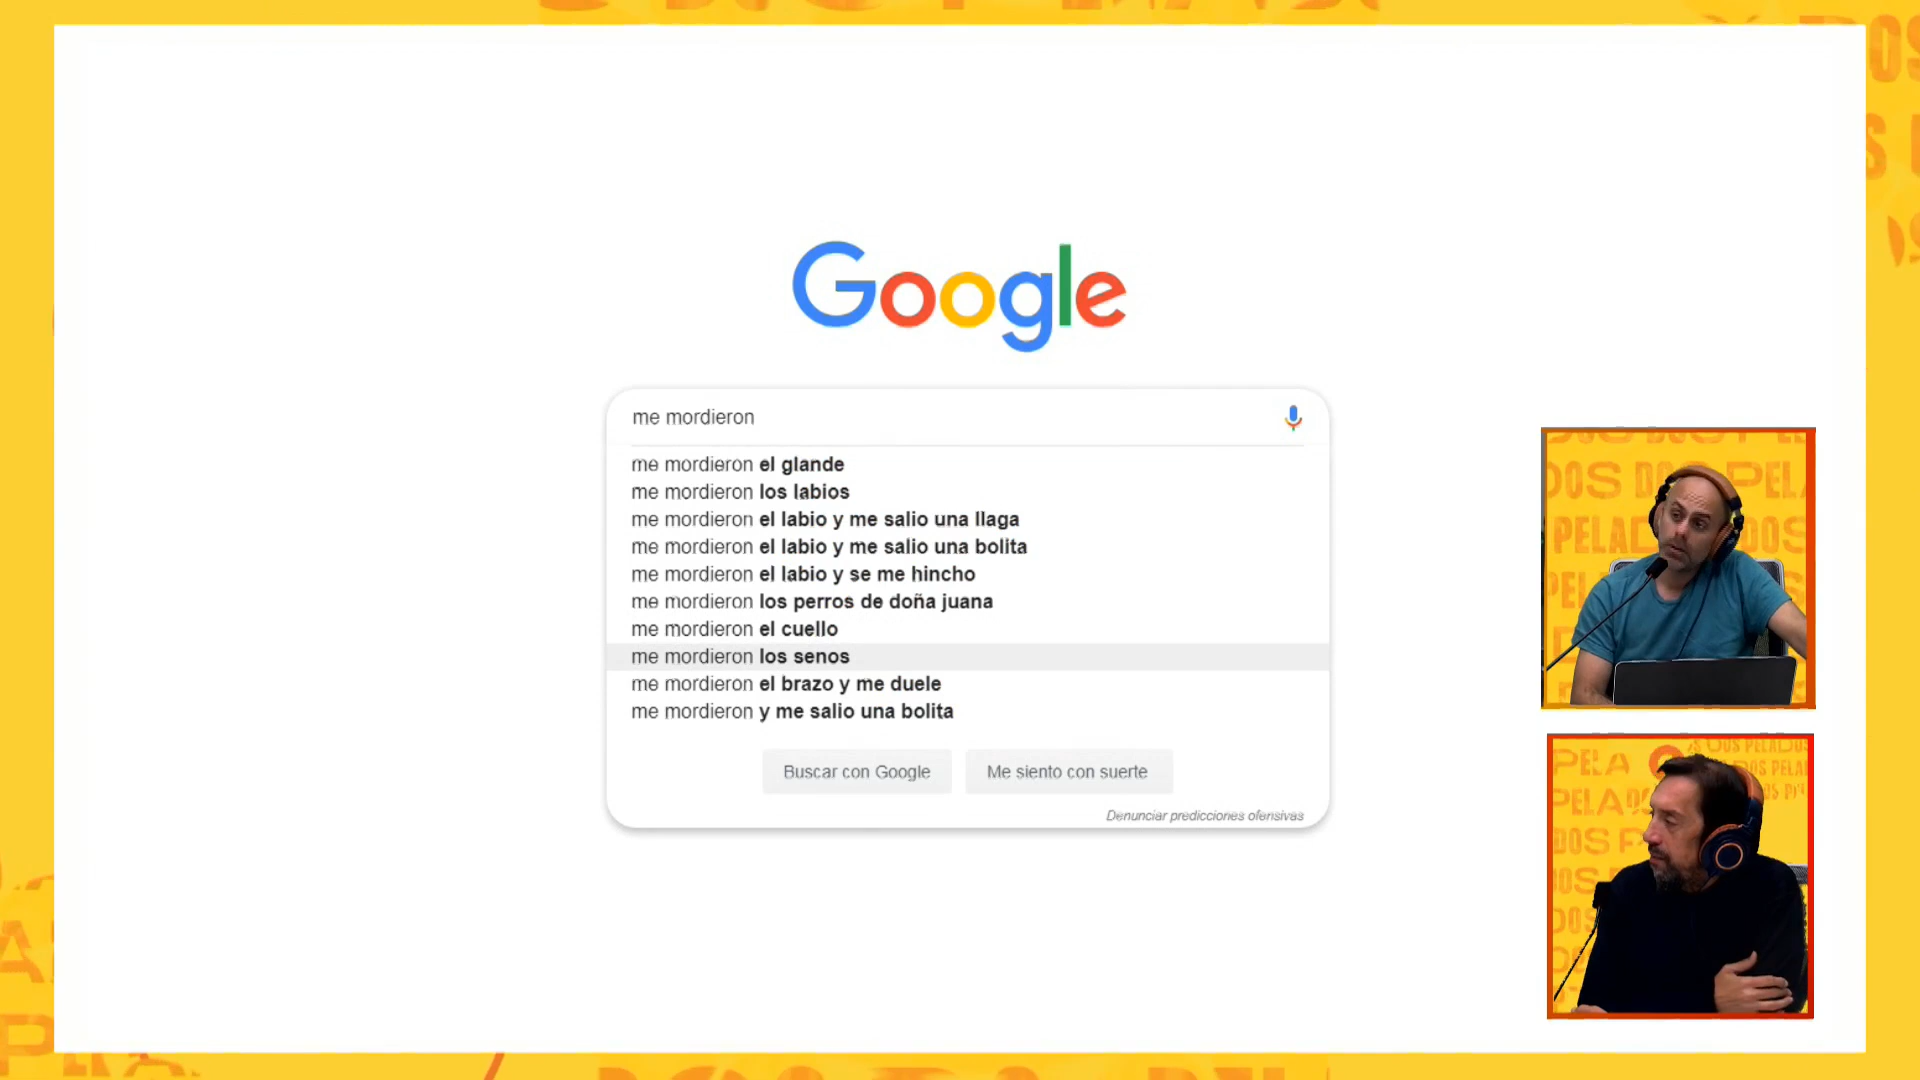 Google
me mordieron
me mordieron el glande
me mordieron los labios
me mordieron el labio y me salio una llaga
me mordieron el labio y me salio una bolita
me mordieron el labio y se me hincho
me mordieron los perros de doña juana
me mordieron el cuello
me mordieron los senos
me mordieron el brazo y me duele
me mordieron y me salio una bolita
Buscar con Google
Me siento con suerte
Denunciar predicciones ofensivas